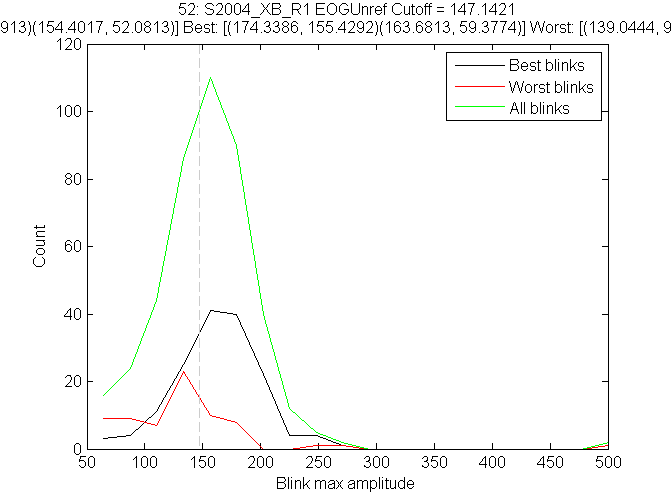 52: S2004_XB_R1 EOGUnref Cutoff = 147.1421
913)(154.4017, 52.0813)] Best: [(174.3386, 155.4292)(163.6813, 59.3774)] Worst: [(139.0444, 9
120
100
80
60
40
20
0
Count
Best blinks
Worst blinks
All blinks
50 100 150 200 250 300 350 400 450 500
Blink max amplitude